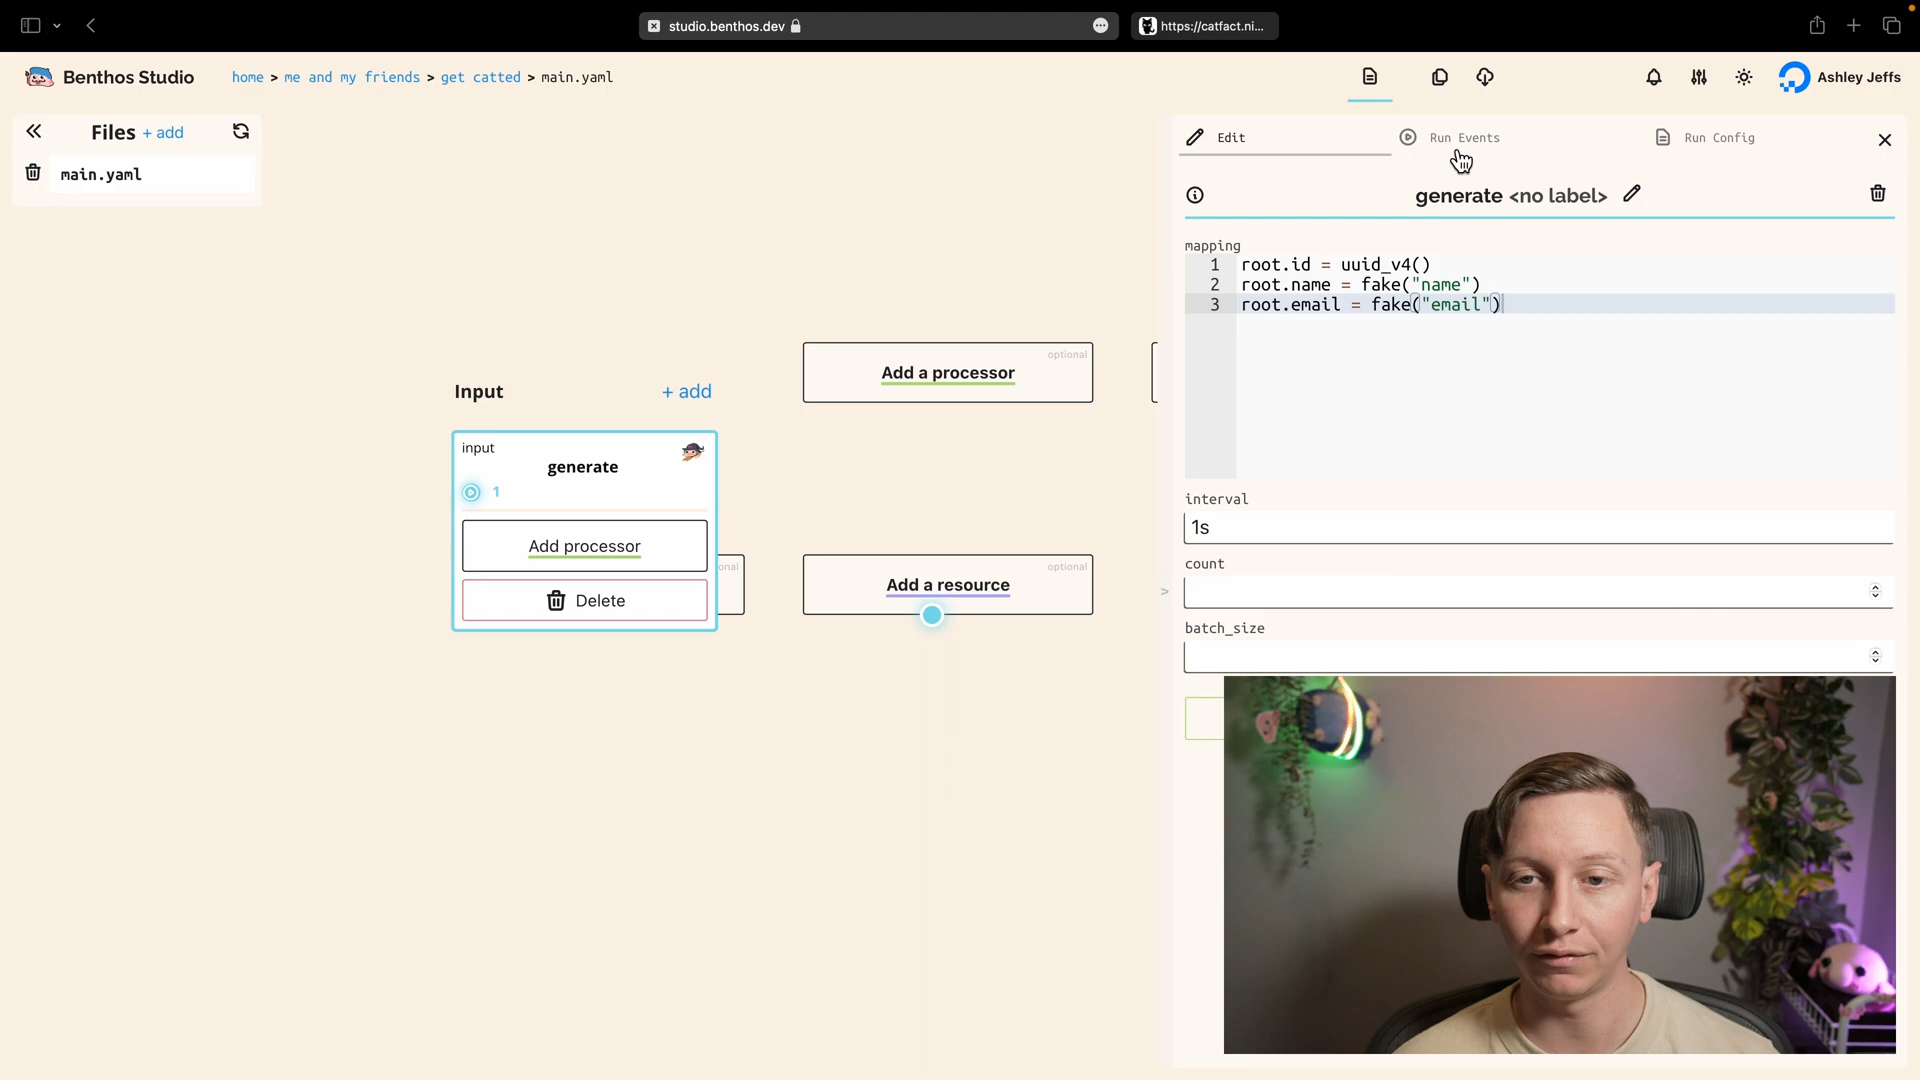 studio.benthos.dev
https://catfact.ni...
Benthos Studio
home > me and my friends > get catted > main.yaml
Ashley Jeffs
Files + add
main.yaml
Edit
Run Events
Run Config
generate <no label>
mapping
1 root.id = uuid_v4()
2 root.name = fake("name")
3 root.email = fake("email")
interval
1s
count
batch_size
optional
Add a processor
Input
+ add
input
generate
1
Add processor
Delete
onal
optional
Add a resource
>